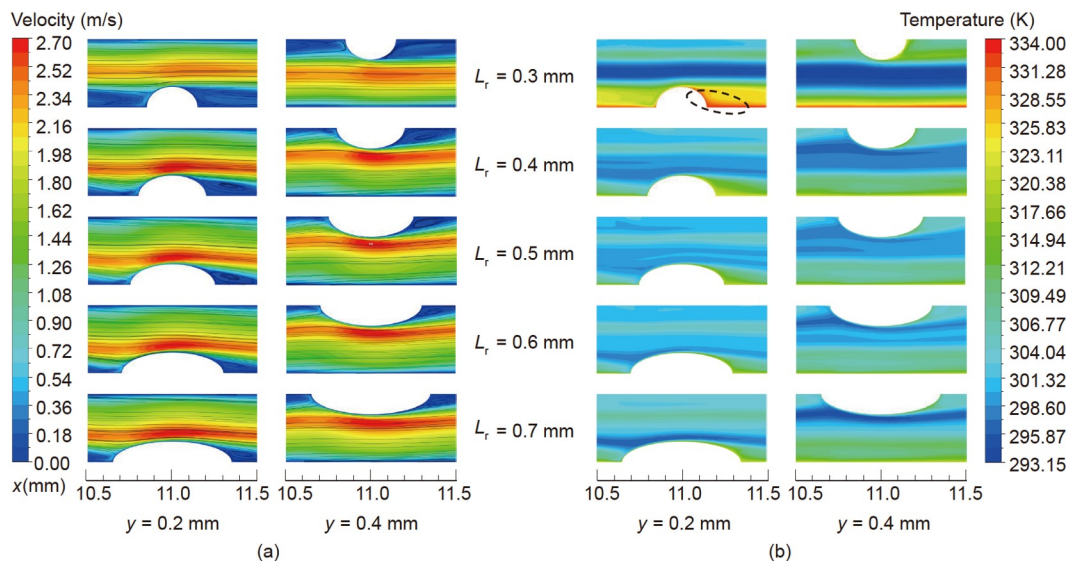 Velocity (m/s)
2.70
2.52
2.34
2.16
1.98
1.80
1.62
1.44
1.26
1.08
0.90
0.72
0.54
0.36
0.18
0.00
x(mm)
10.5 11.0 11.5
y = 0.2 mm
10.5 11.0 11.5
y = 0.4 mm
(a)
Lr = 0.3 mm
Lr = 0.4 mm
Lr = 0.5 mm
Lr = 0.6 mm
Lr = 0.7 mm
10.5 11.0 11.5
y = 0.2 mm
10.5 11.0 11.5
y = 0.4 mm
(b)
Temperature (K)
334.00
328.55
325.83
323.11
320.38
317.66
314.94
312.21
309.49
306.77
304.04
301.32
298.60
295.87
293.15